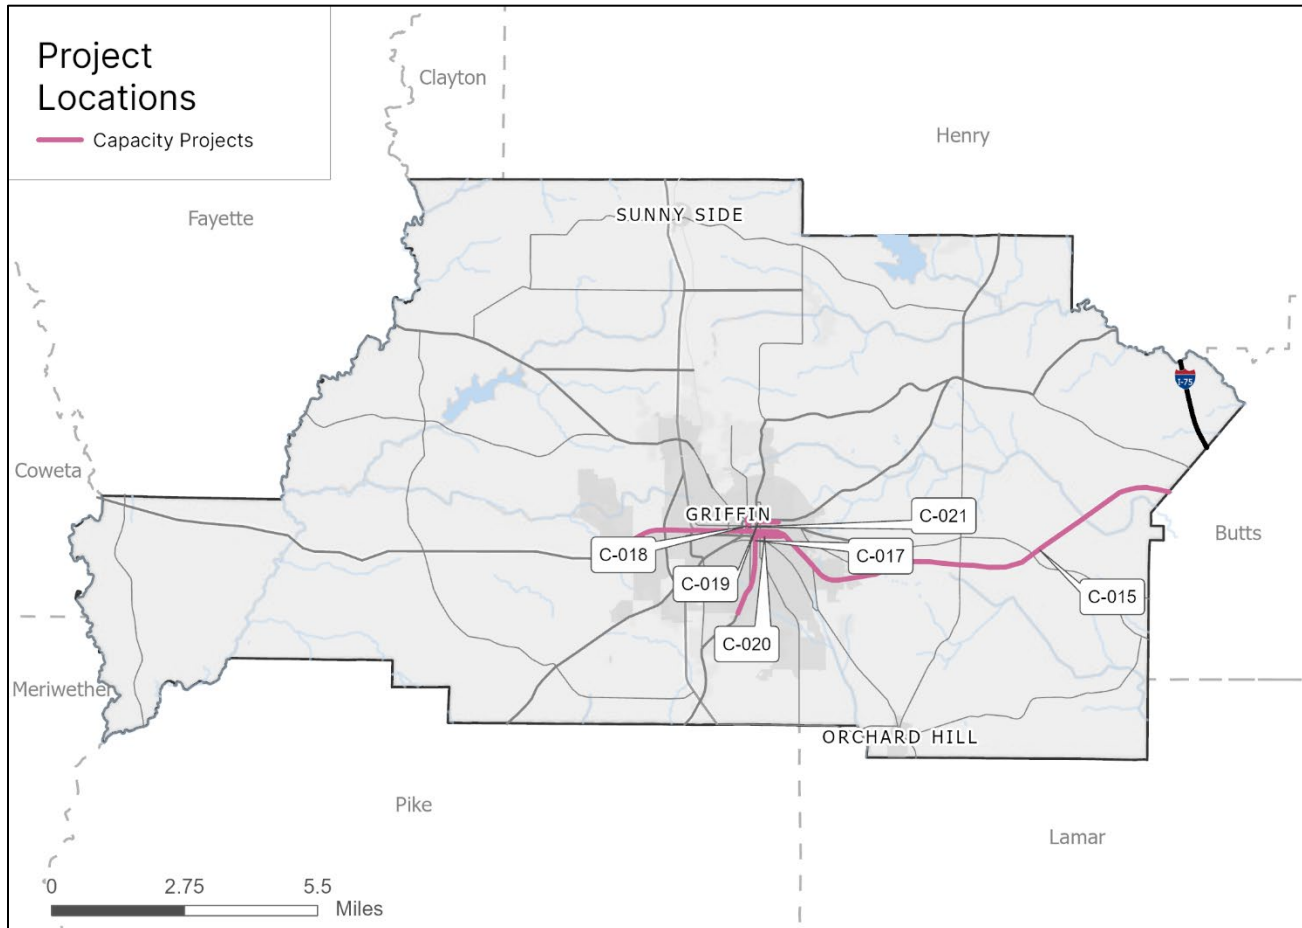 Project
Locations
Capacity Projects
Clayton
Henry
Fayette
SUNNY SIDE
I-75
Coweta
GRIFFIN
C-021
Butts
C-018
C-017
C-019
C-015
C-020
Meriwether
ORCHARD HILL
Pike
Lamar
0 2.75 5.5
Miles